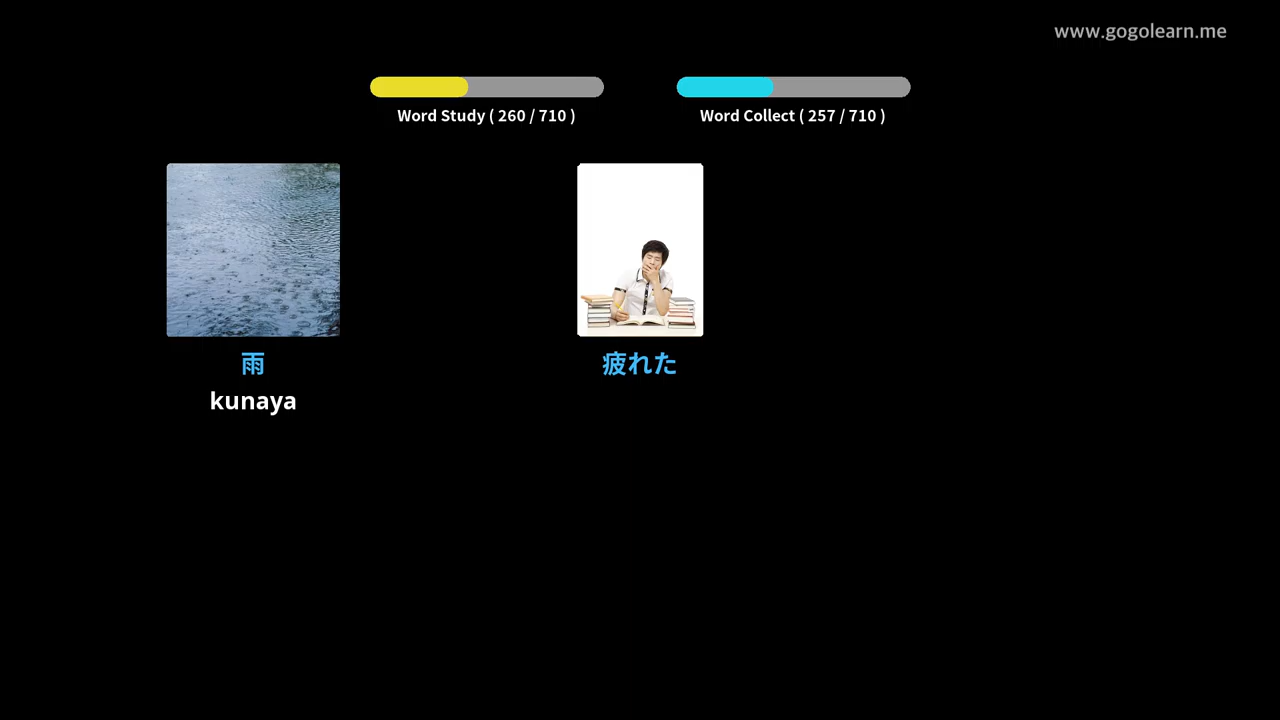 www.gogolearn.me
Word Study ( 260 / 710 )
Word Collect ( 257 / 710 )
雨
kunaya
疲れた